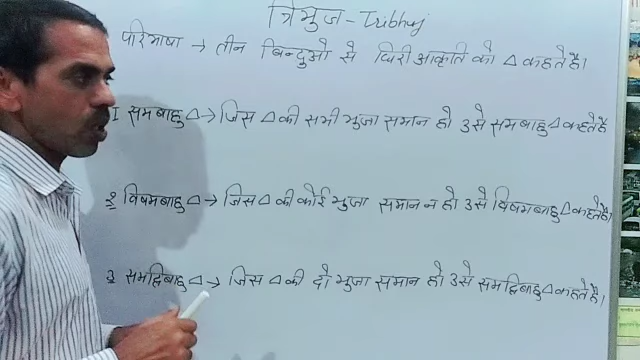 त्रिभुज - Tribhuj
परिभाषा → तीन बिन्दुओ से घिरी आकृति को △ कहते है।
1 समबाहु △ → जिस △ की सभी भुजा समान हो उसे समबाहु △ कहते है
2 विषमबाहु △ → जिस △ की कोई भुजा समान न हो उसे विषमबाहु △ कहते है।
3 समद्विबाहु △ → जिस △ की दो भुजा समान हो उसे समद्विबाहु △ कहते है।